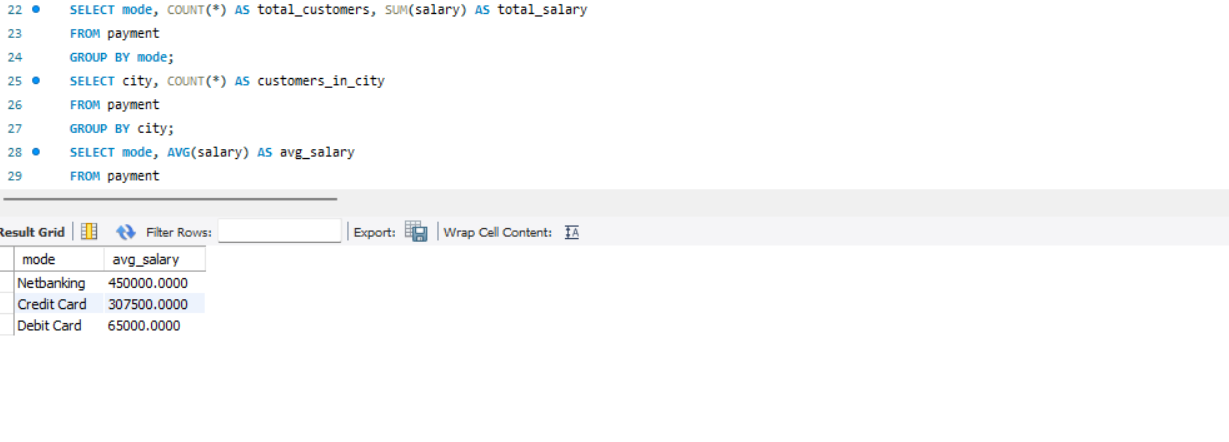 22 SELECT mode, COUNT(*) AS total_customers, SUM(salary) AS total_salary
23 FROM payment
24 GROUP BY mode;
25 SELECT city, COUNT(*) AS customers_in_city
26 FROM payment
27 GROUP BY city;
28 SELECT mode, AVG(salary) AS avg_salary
29 FROM payment
Result Grid Filter Rows: Export: Wrap Cell Content: IA
mode avg_salary
Netbanking 450000.0000
Credit Card 307500.0000
Debit Card 65000.0000